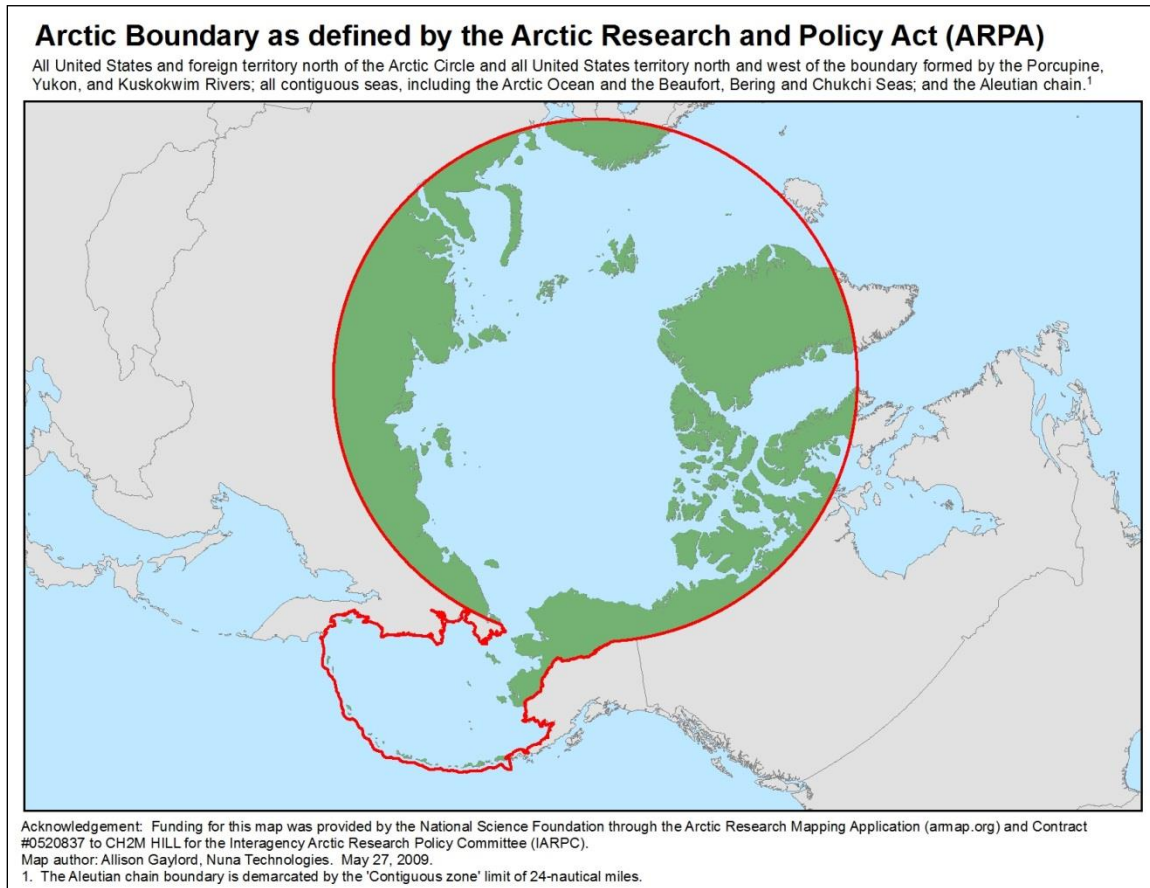 Arctic Boundary as defined by the Arctic Research and Policy Act (ARPA)
All United States and foreign territory north of the Arctic Circle and all United States territory north and west of the boundary formed by the Porcupine,
Yukon, and Kuskokwim Rivers; all contiguous seas, including the Arctic Ocean and the Beaufort, Bering and Chukchi Seas; and the Aleutian chain.1
Acknowledgement: Funding for this map was provided by the National Science Foundation through the Arctic Research Mapping Application (armap.org) and Contract
#0520837 to CH2M HILL for the Interagency Arctic Research Policy Committee (IARPC).
Map author: Allison Gaylord, Nuna Technologies. May 27, 2009.
1. The Aleutian chain boundary is demarcated by the 'Contiguous zone' limit of 24-nautical miles.